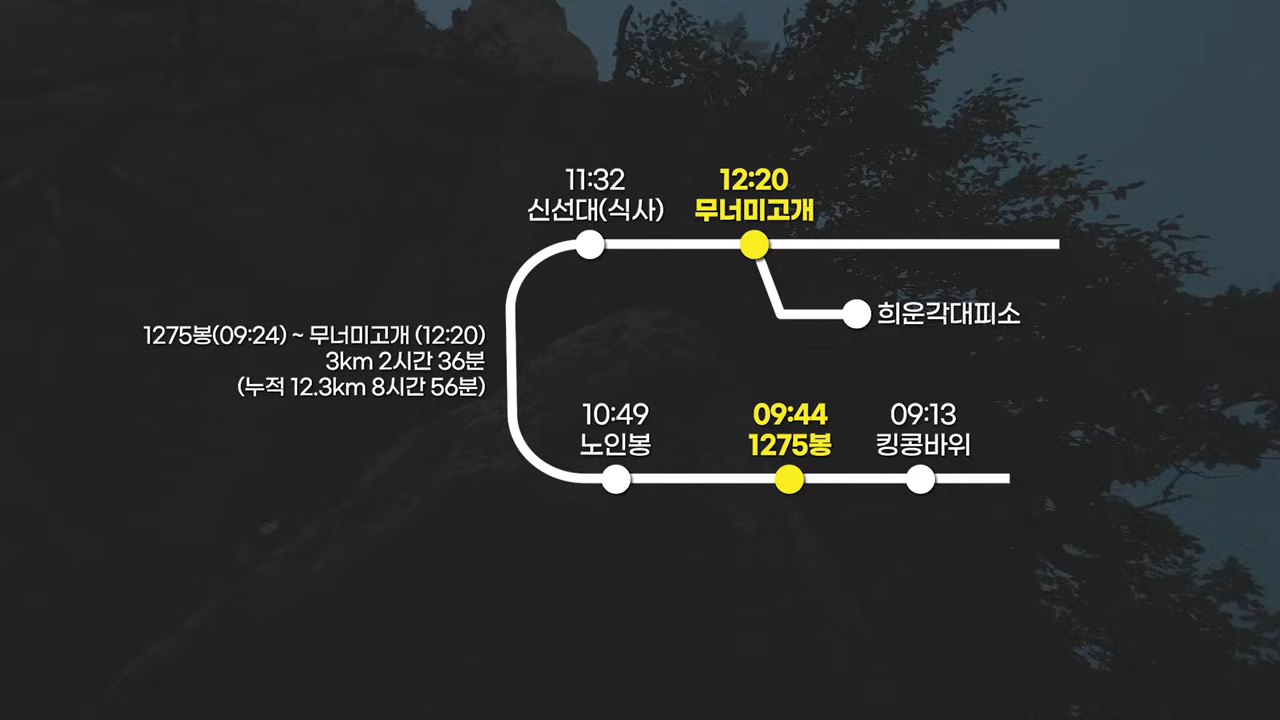 11:32
신선대(식사)
12:20
무너미고개
희운각대피소
1275봉(09:24) ~ 무너미고개 (12:20)
3km 2시간 36분
(누적 12.3km 8시간 56분)
10:49
노인봉
09:44
1275봉
09:13
킹콩바위